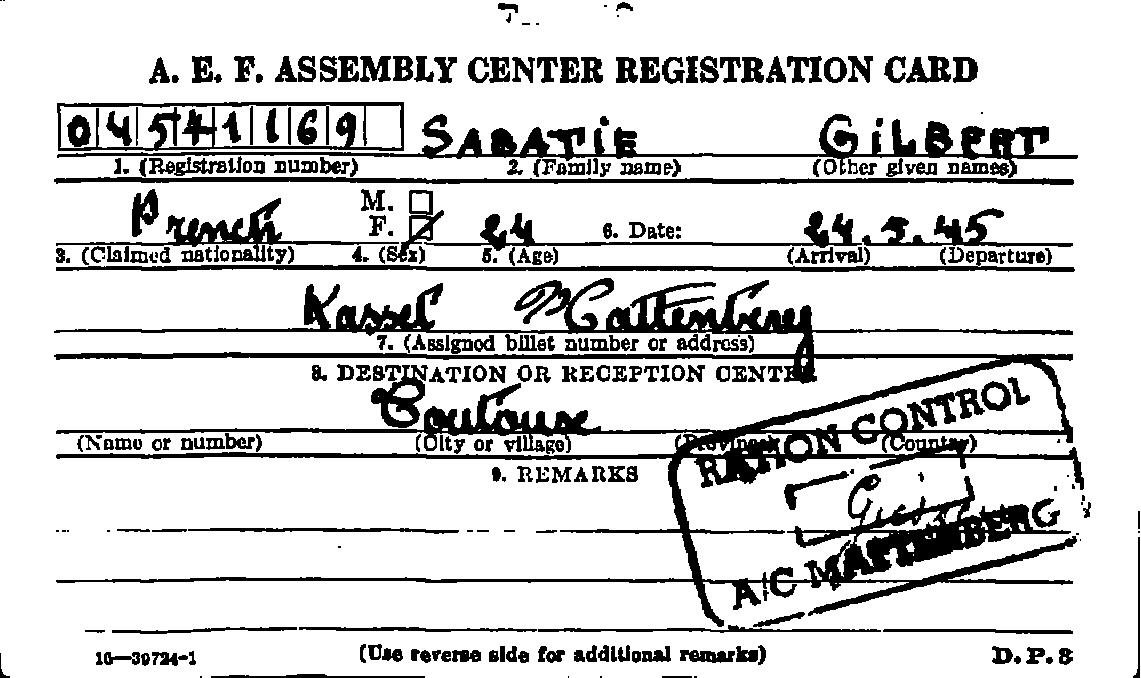 A. E. F. ASSEMBLY CENTER REGISTRATION CARD
04541169 SABATIE GILBERT
1. (Registration number) 2. (Family name) (Other given names)
M.
French F. 24 6. Date: 24.5.45
3. (Claimed nationality) 4. (Sex) 5. (Age) (Arrival) (Departure)
Kassel Mattenberg
7. (Assigned billet number or address)
8. DESTINATION OR RECEPTION CENTER
Toulouse
(Name or number) (City or village) (Province) (Country)
RATION CONTROL
9. REMARKS
A/C MATTENBERG
16—39724-1 (Use reverse side for additional remarks) D.P.3